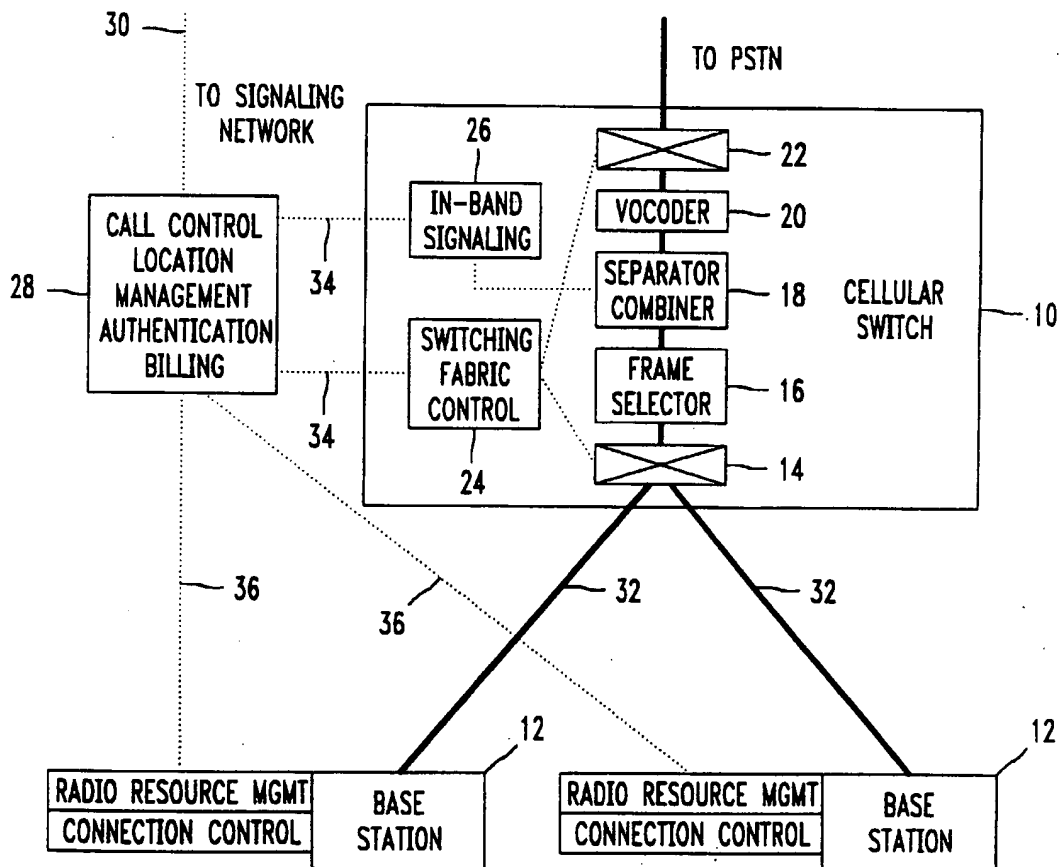 30
TO PSTN
TO SIGNALING
NETWORK
26
22
IN-BAND
SIGNALING
VOCODER
20
CALL CONTROL
LOCATION
MANAGEMENT
AUTHENTICATION
BILLING
28
34
SEPARATOR
COMBINER
18
CELLULAR
SWITCH
10
SWITCHING
FABRIC
CONTROL
FRAME
SELECTOR
16
34
24
14
36
36
32
32
12
12
RADIO RESOURCE MGMT
CONNECTION CONTROL
BASE
STATION
RADIO RESOURCE MGMT
CONNECTION CONTROL
BASE
STATION